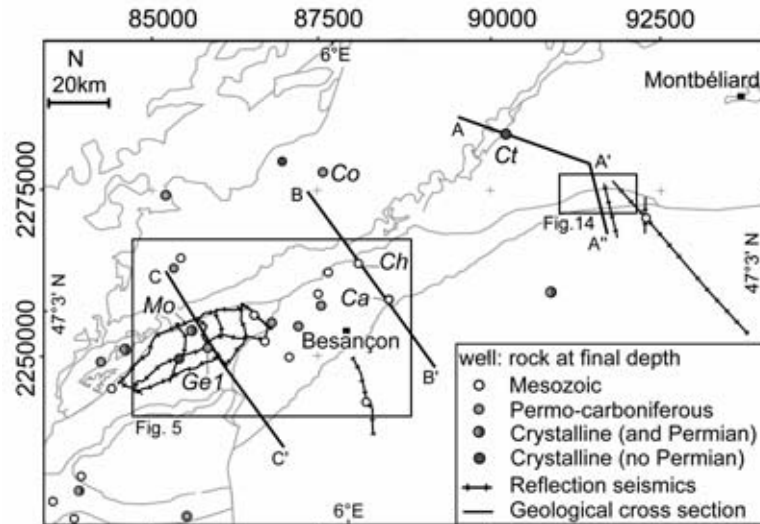 85000 87500 90000 92500
6°E
N
20km
Montbéliard
A
Ct
A'
Co
B
2275000
Fig.14
A"
47°3' N
C
Ch
Mo
Ca
Besançon
47°3' N
2250000
Ge1
B'
Fig. 5
C'
6°E
well: rock at final depth
Mesozoic
Permo-carboniferous
Crystalline (and Permian)
Crystalline (no Permian)
Reflection seismics
Geological cross section